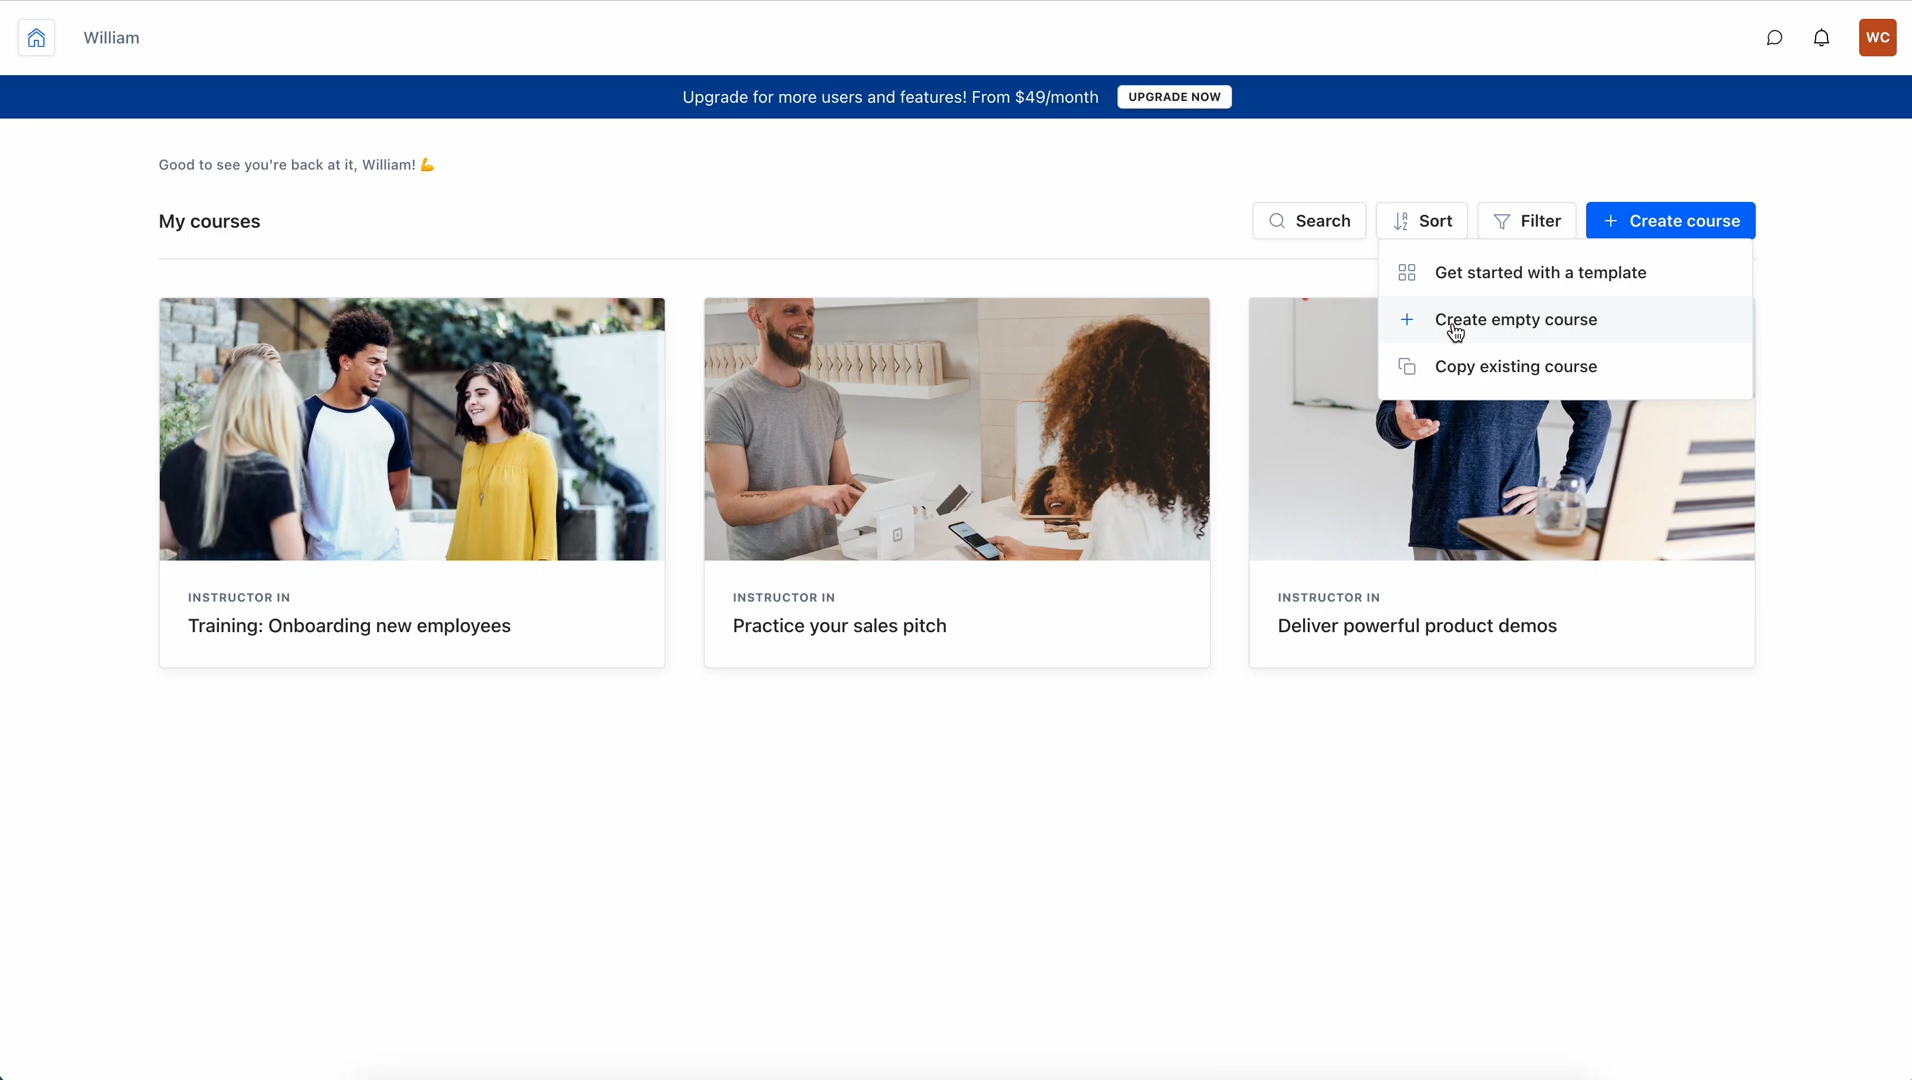 William
WC
Upgrade for more users and features! From $49/month UPGRADE NOW
Good to see you're back at it, William! 💪
My courses
Search
Sort
Filter
+ Create course
Get started with a template
+ Create empty course
Copy existing course
INSTRUCTOR IN
Training: Onboarding new employees
INSTRUCTOR IN
Practice your sales pitch
INSTRUCTOR IN
Deliver powerful product demos